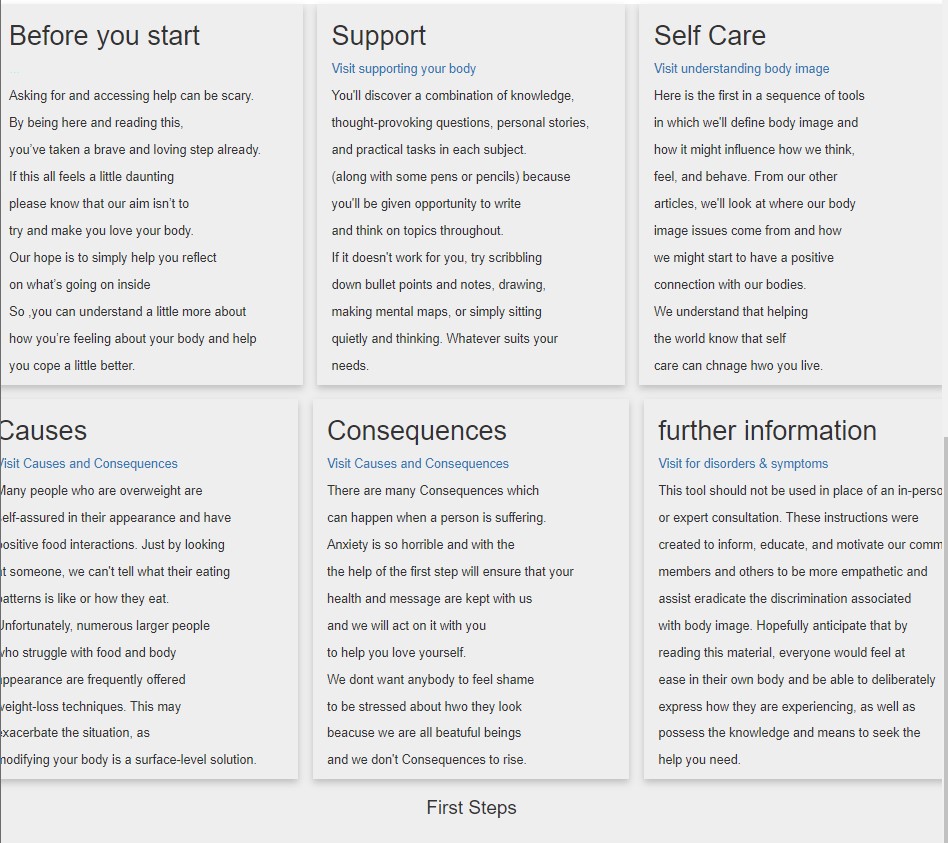 Before you start
Asking for and accessing help can be scary.
By being here and reading this,
you've taken a brave and loving step already.
If this all feels a little daunting
please know that our aim isn't to
try and make you love your body.
Our hope is to simply help you reflect
on what's going on inside
So ,you can understand a little more about
how you're feeling about your body and help
you cope a little better.
Support
Visit supporting your body
You'll discover a combination of knowledge,
thought-provoking questions, personal stories,
and practical tasks in each subject.
(along with some pens or pencils) because
you'll be given opportunity to write
and think on topics throughout.
If it doesn't work for you, try scribbling
down bullet points and notes, drawing,
making mental maps, or simply sitting
quietly and thinking. Whatever suits your
needs.
Self Care
Visit understanding body image
Here is the first in a sequence of tools
in which we'll define body image and
how it might influence how we think,
feel, and behave. From our other
articles, we'll look at where our body
image issues come from and how
we might start to have a positive
connection with our bodies.
We understand that helping
the world know that self
care can chnage hwo you live.
Causes
Visit Causes and Consequences
Many people who are overweight are
self-assured in their appearance and have
positive food interactions. Just by looking
at someone, we can't tell what their eating
patterns is like or how they eat.
Unfortunately, numerous larger people
who struggle with food and body
appearance are frequently offered
weight-loss techniques. This may
exacerbate the situation, as
modifying your body is a surface-level solution.
Consequences
Visit Causes and Consequences
There are many Consequences which
can happen when a person is suffering.
Anxiety is so horrible and with the
the help of the first step will ensure that your
health and message are kept with us
and we will act on it with you
to help you love yourself.
We dont want anybody to feel shame
to be stressed about hwo they look
beacuse we are all beatuful beings
and we don't Consequences to rise.
further information
Visit for disorders & symptoms
This tool should not be used in place of an in-perso
or expert consultation. These instructions were
created to inform, educate, and motivate our comm
members and others to be more empathetic and
assist eradicate the discrimination associated
with body image. Hopefully anticipate that by
reading this material, everyone would feel at
ease in their own body and be able to deliberately
express how they are experiencing, as well as
possess the knowledge and means to seek the
help you need.
First Steps